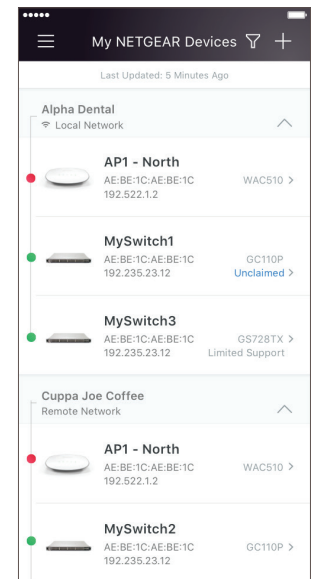 My NETGEAR Devices
Last Updated: 5 Minutes Ago
Alpha Dental
Local Network
AP1 - North
AE:BE:1C:AE:BE:1C
192.522.1.2
WAC510 >
MySwitch1
AE:BE:1C:AE:BE:1C
192.235.23.12
GC110P
Unclaimed >
MySwitch3
AE:BE:1C:AE:BE:1C
192.235.23.12
GS728TX >
Limited Support
Cuppa Joe Coffee
Remote Network
AP1 - North
AE:BE:1C:AE:BE:1C
192.522.1.2
WAC510 >
MySwitch2
AE:BE:1C:AE:BE:1C
192.235.23.12
GC110P >